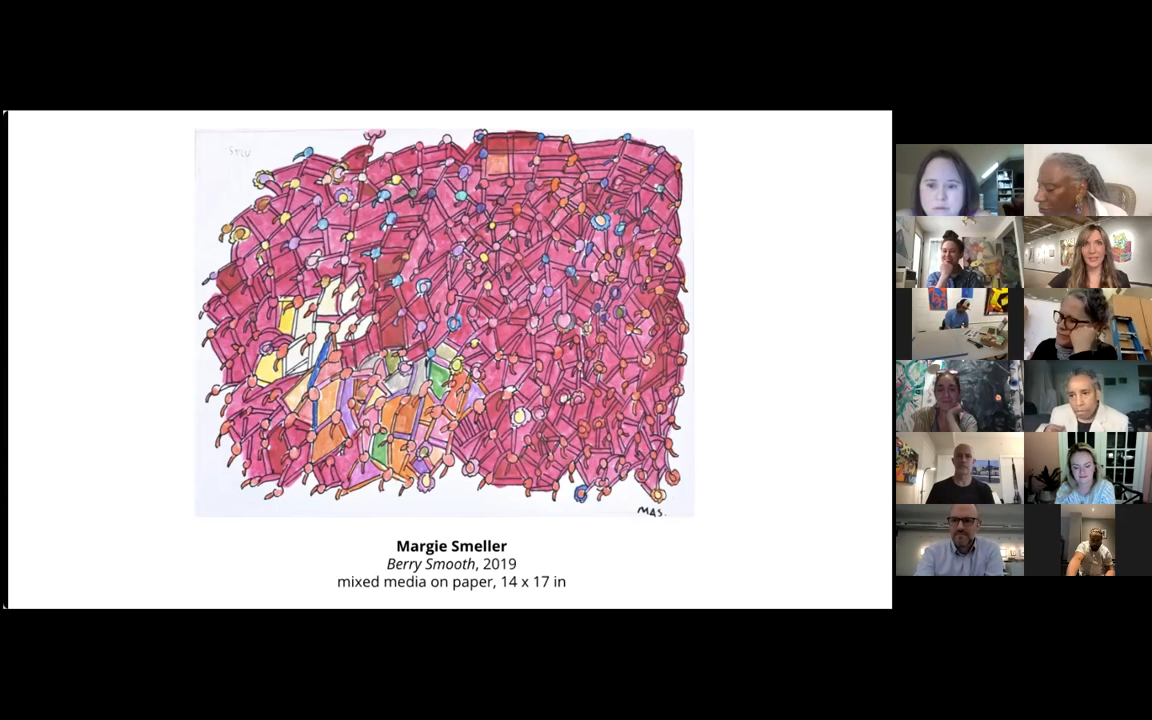 MAS.
Margie Smeller
Berry Smooth, 2019
mixed media on paper, 14 x 17 in